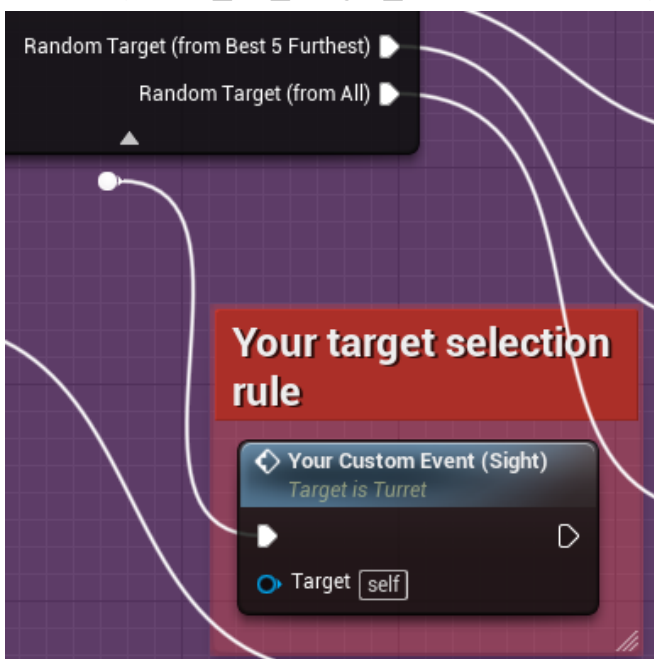 Random Target (from Best 5 Furthest)
Random Target (from All)
Your target selection
rule
Your Custom Event (Sight)
Target is Turret
Target self